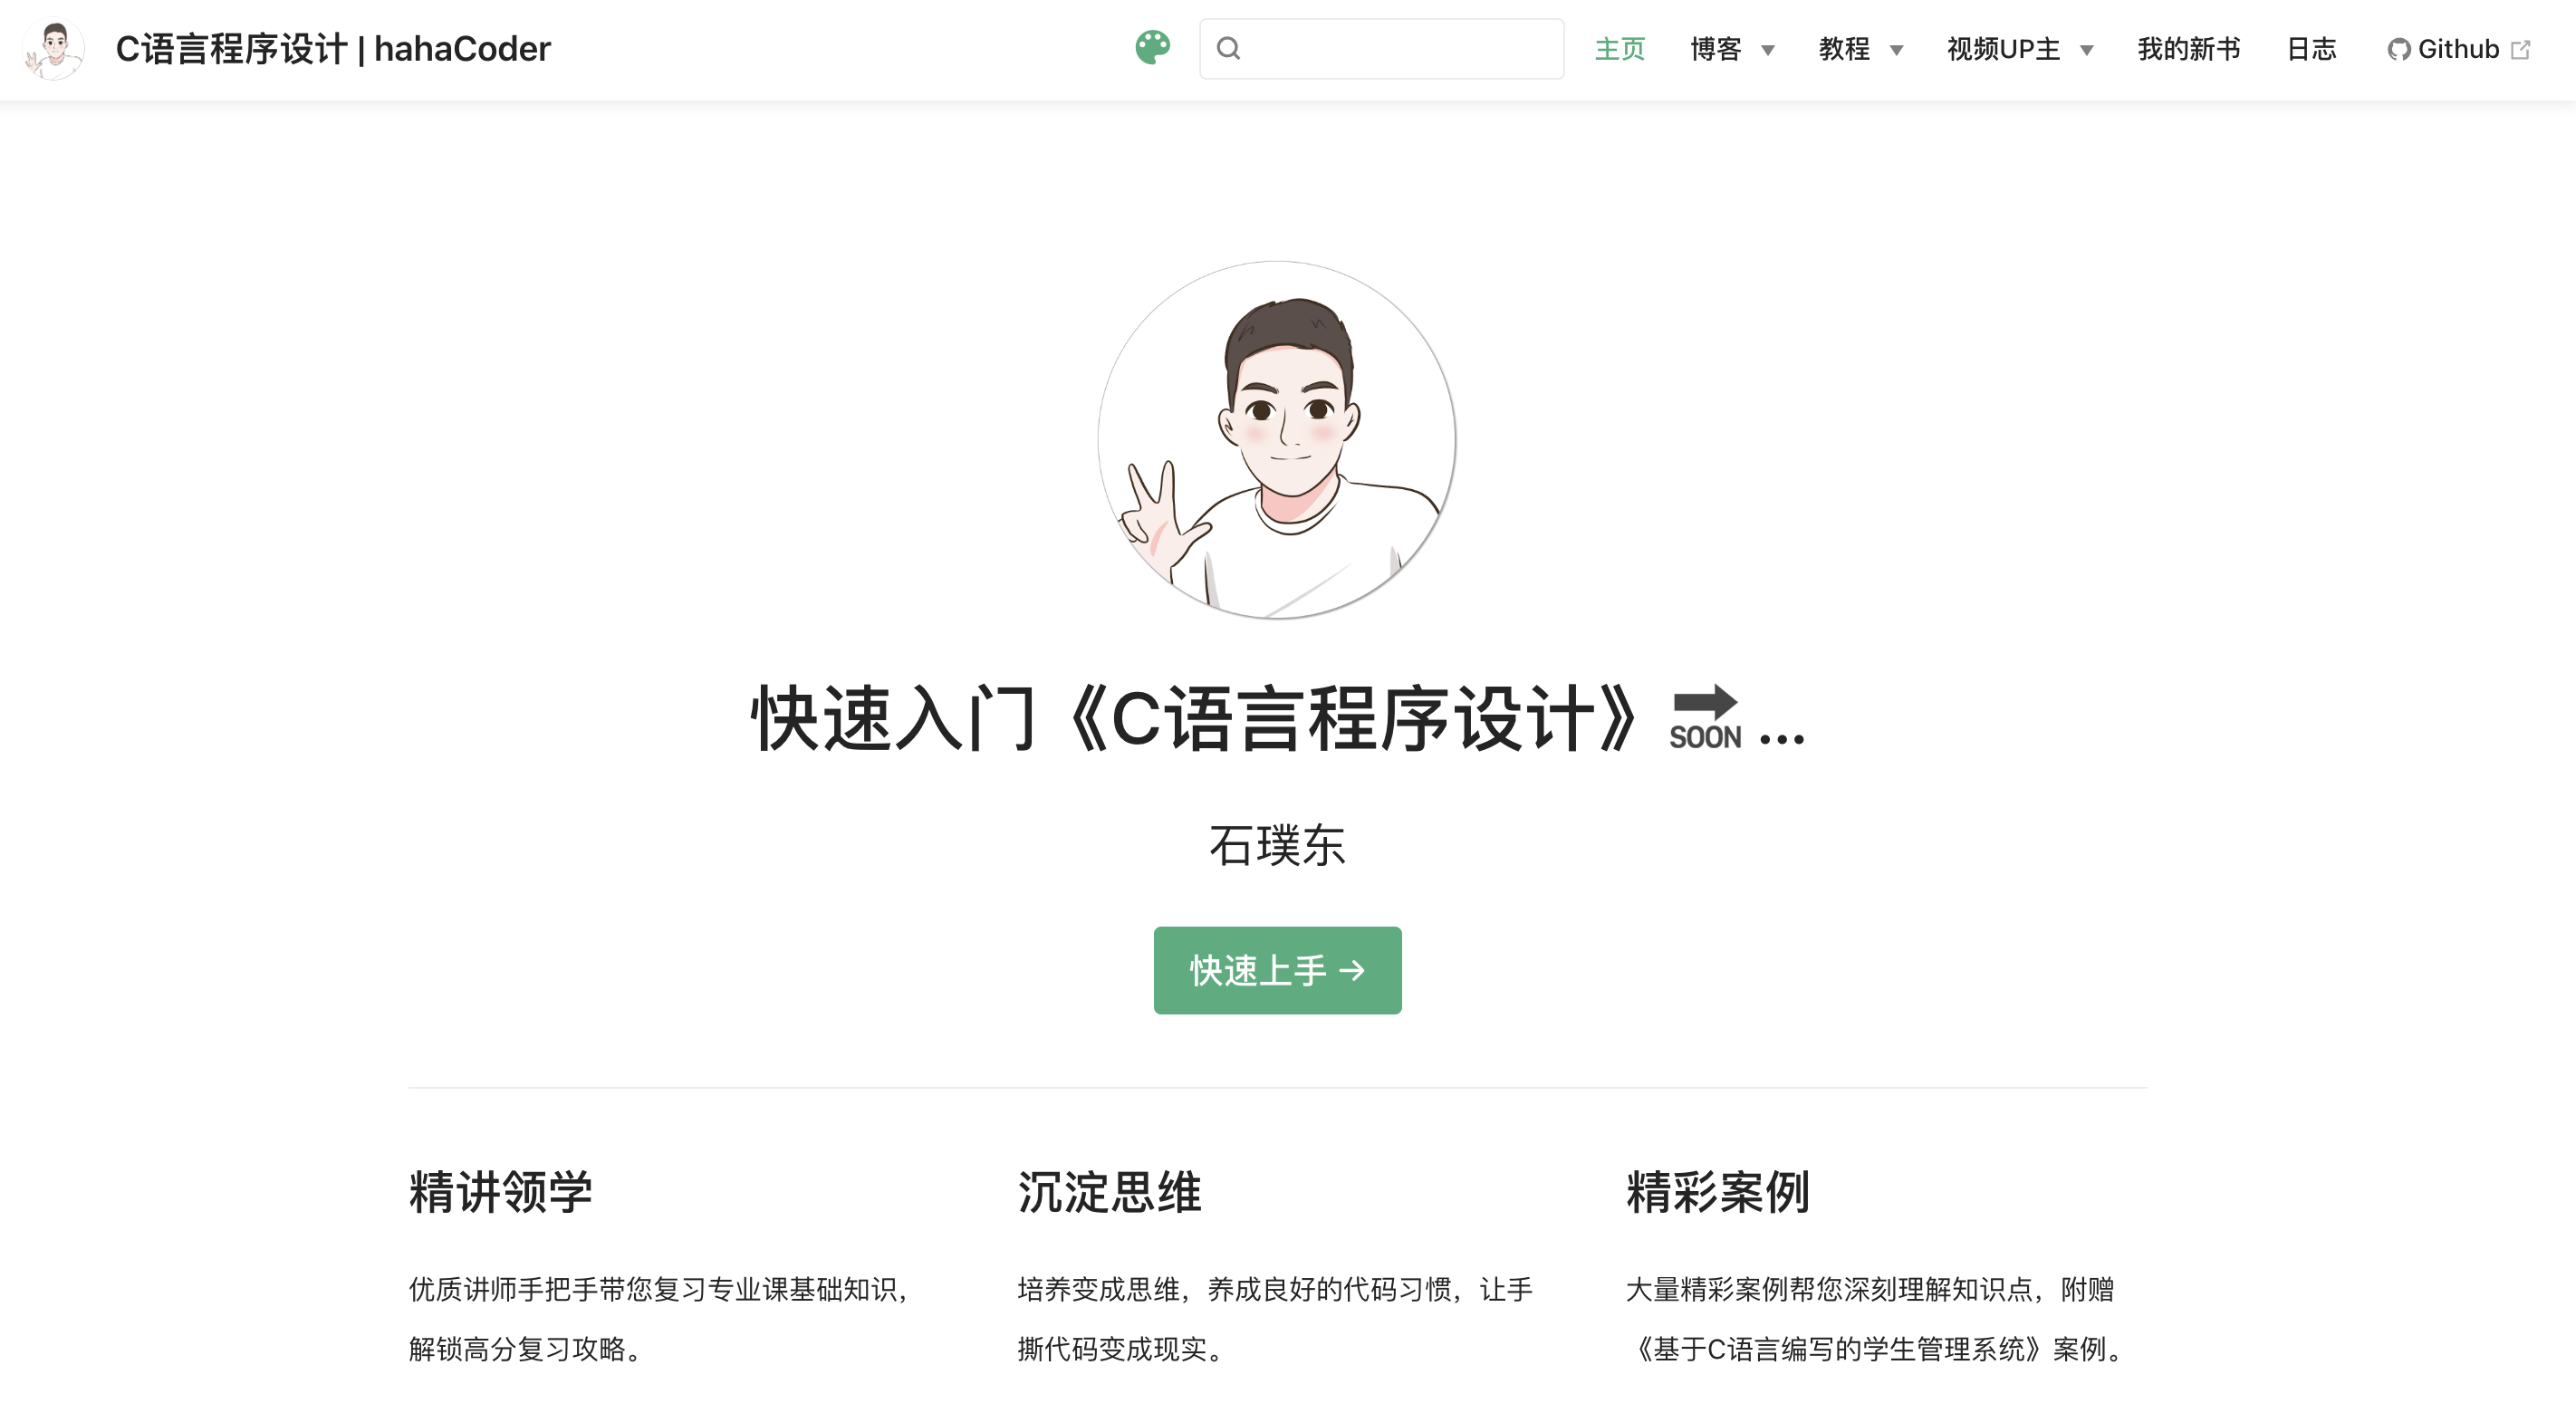 C语言程序设计 | hahaCoder
主页 博客 教程 视频UP主 我的新书 日志 Github
快速入门《C语言程序设计》🔜 ...
石璞东
快速上手 →
精讲领学
优质讲师手把手带您复习专业课基础知识，
解锁高分复习攻略。
沉淀思维
培养变成思维，养成良好的代码习惯，让手
撕代码变成现实。
精彩案例
大量精彩案例帮您深刻理解知识点，附赠
《基于C语言编写的学生管理系统》案例。